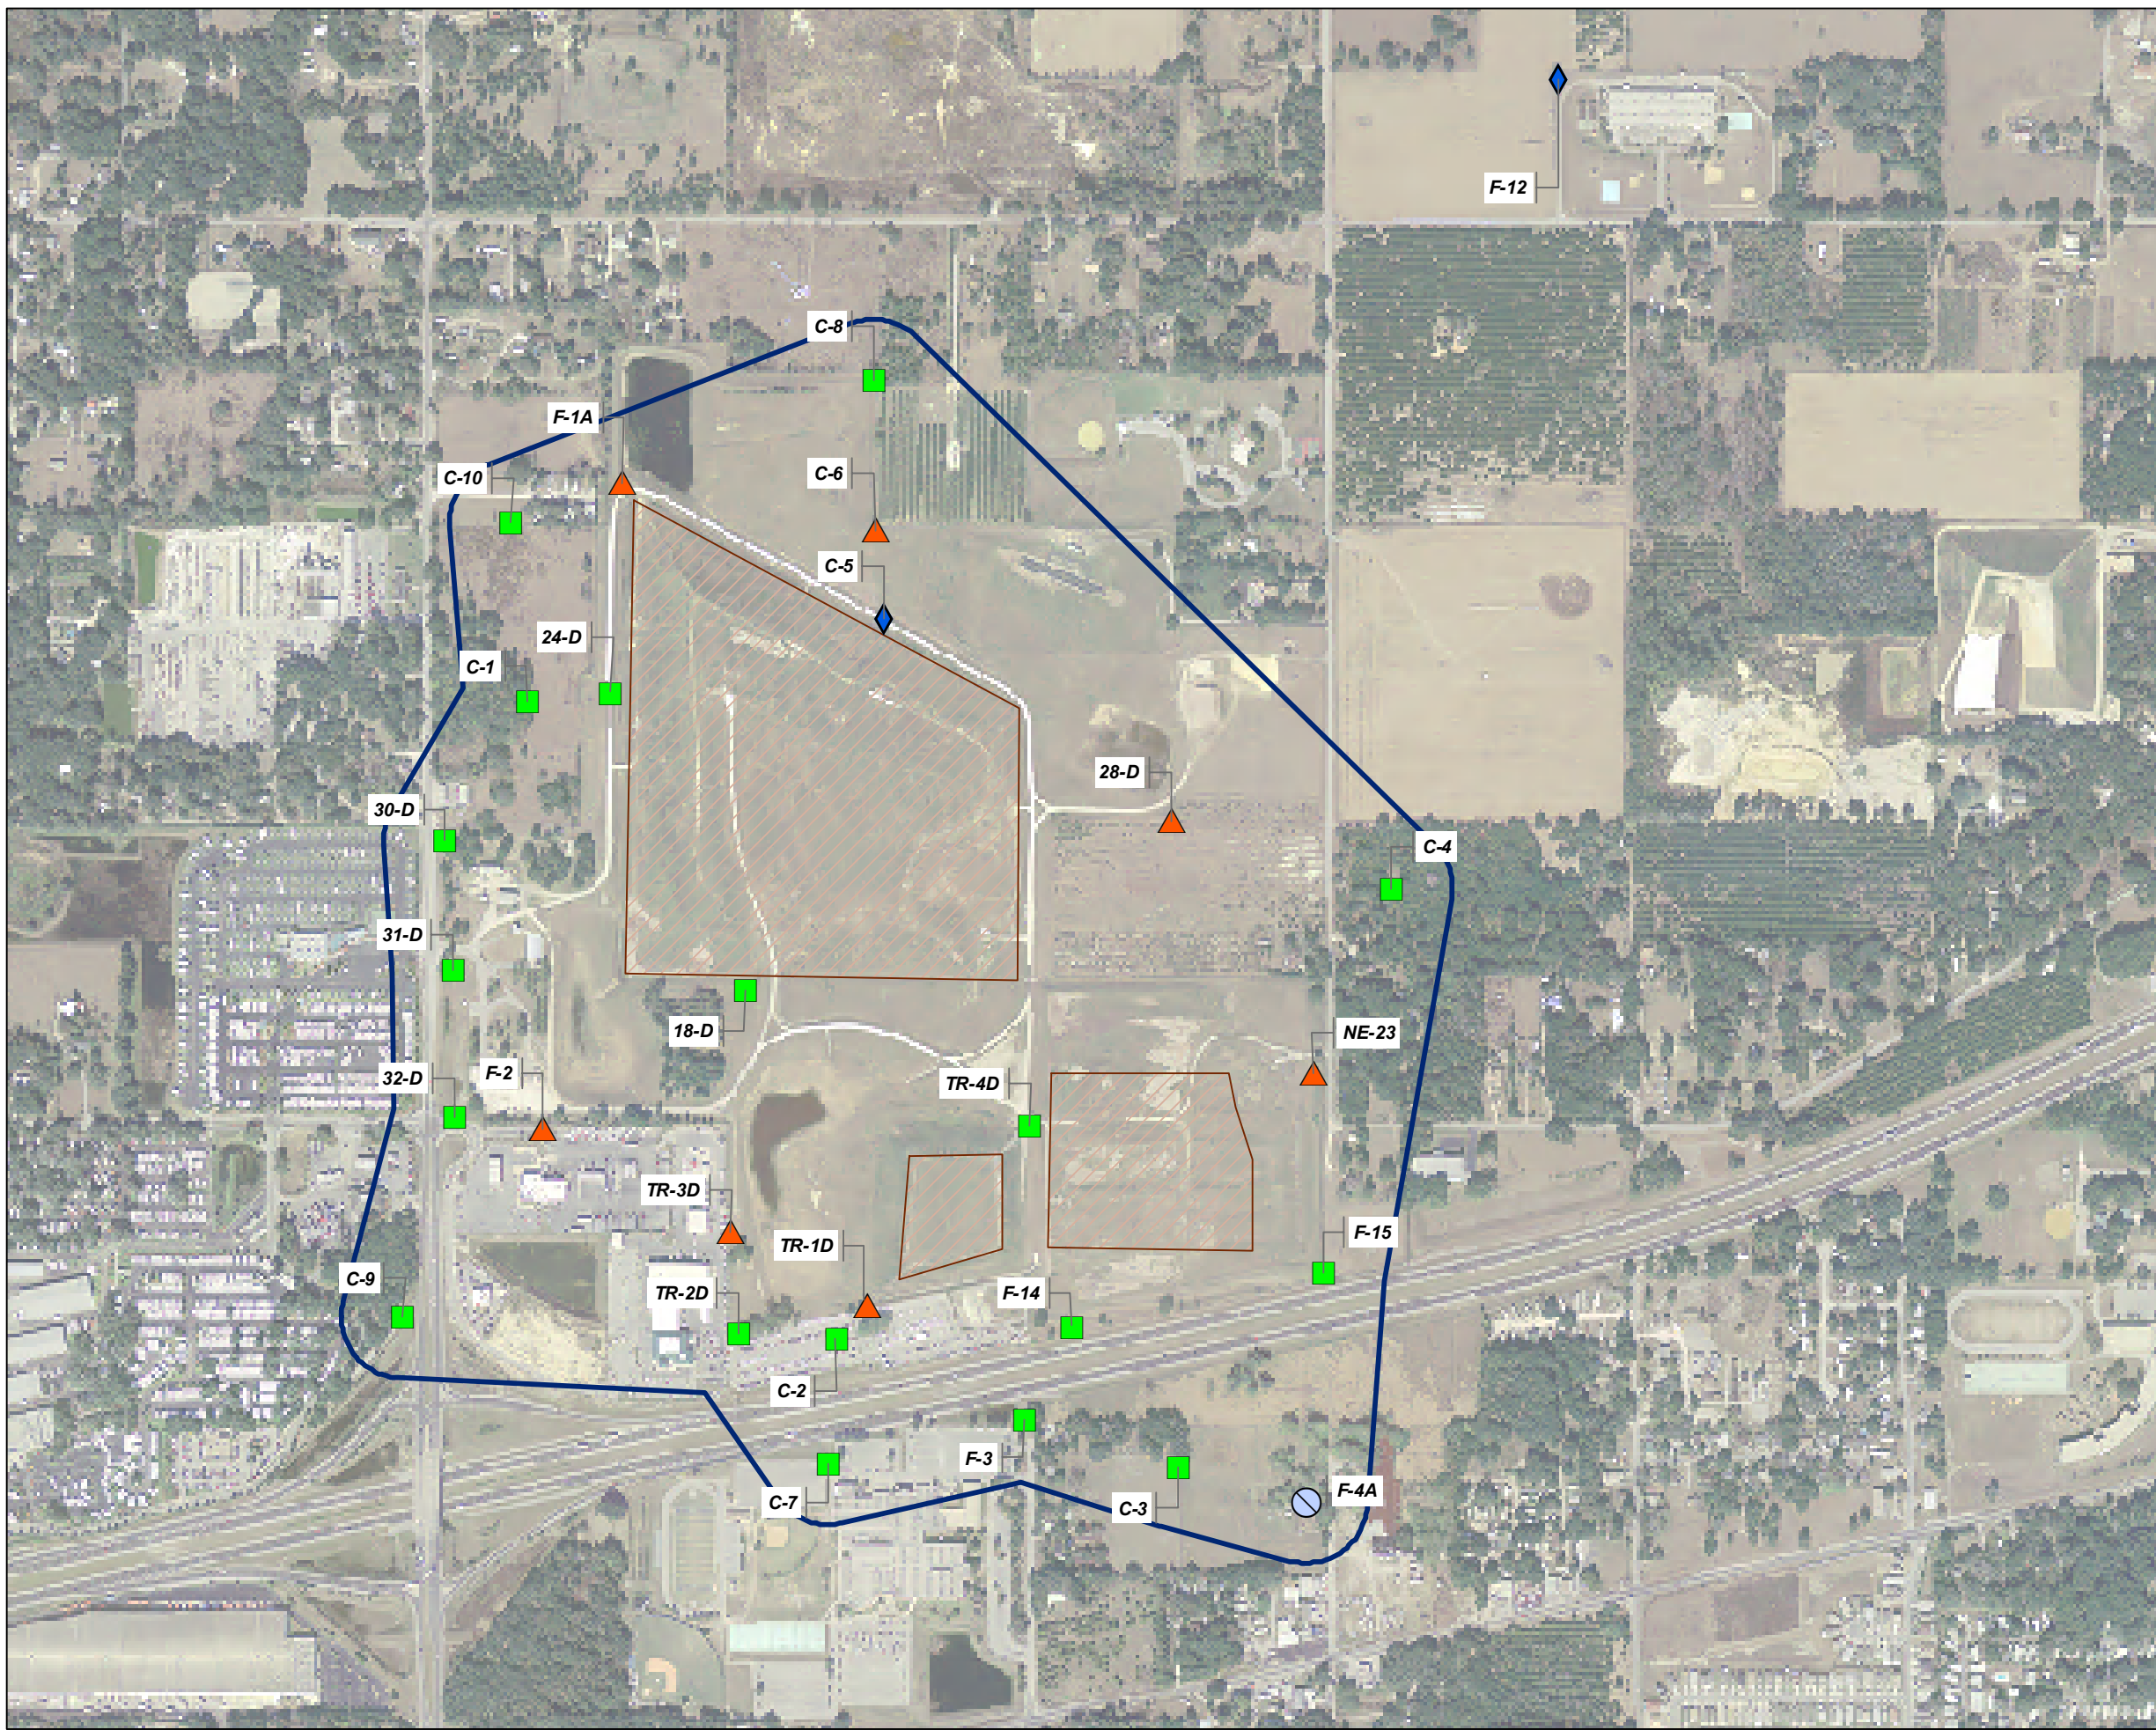 F-12
C-8
F-1A
C-6
C-10
C-5
24-D
C-1
28-D
30-D
C-4
31-D
18-D
NE-23
F-2
32-D
TR-4D
TR-3D
F-15
TR-1D
C-9
TR-2D
F-14
C-2
F-3
F-4A
C-7
C-3